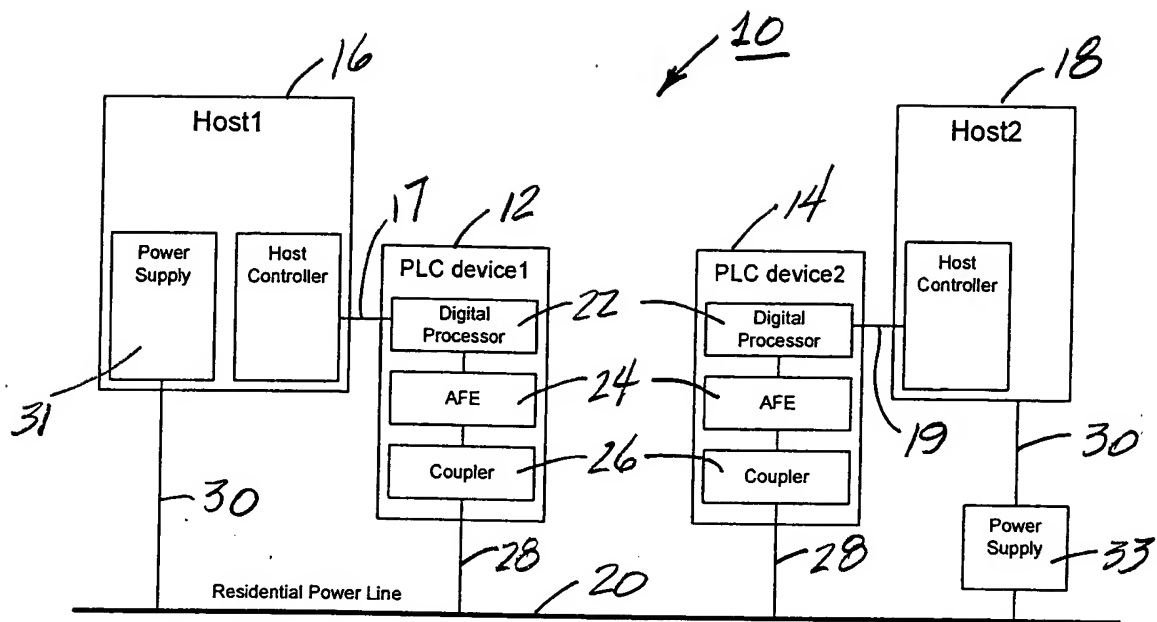 10
16
18
Host1
Host2
17
12
14
Power
Supply
Host
Controller
PLC device1
PLC device2
Host
Controller
Digital
Processor
22
Digital
Processor
AFE
24
AFE
31
19
Coupler
26
Coupler
30
30
28
28
Power
Supply
33
Residential Power Line
20